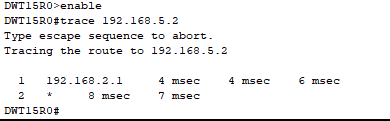 DWT15R0>enable
DWT15R0#trace 192.168.5.2
Type escape sequence to abort.
Tracing the route to 192.168.5.2
1 192.168.2.1 4 msec 4 msec 6 msec
2 * 8 msec 7 msec
DWT15R0#